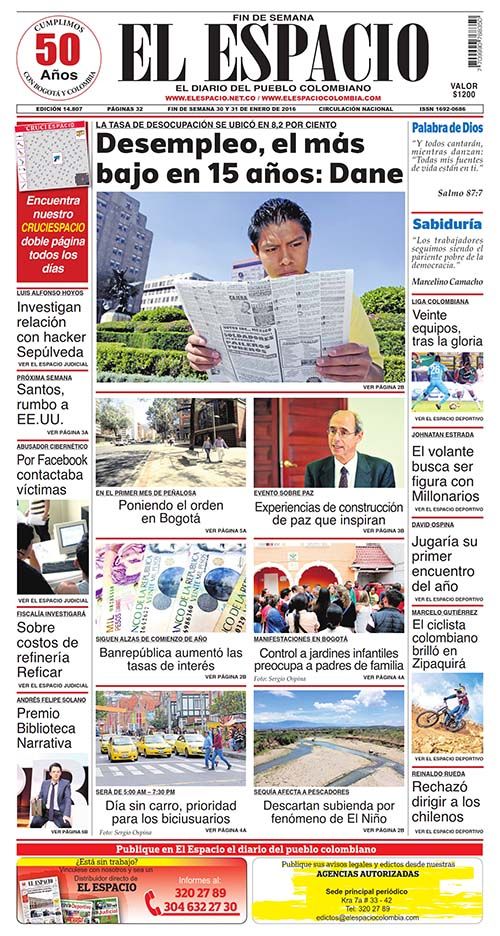 CUMPLIMOS
50
Años
CON BOGOTÁ Y COLOMBIA
FIN DE SEMANA
EL ESPACIO
EL DIARIO DEL PUEBLO COLOMBIANO
WWW.ELESPACIO.NET.CO / WWW.ELESPACIOCOLOMBIA.COM
VALOR
$1200
EDICIÓN 14.807
PÁGINAS 32
FIN DE SEMANA 30 Y 31 DE ENERO DE 2016
CIRCULACIÓN NACIONAL
ISSN 1692-0686
CRUCIESPACIO
Encuentra
nuestro
CRUCIESPACIO
doble página
todos los
días
LUIS ALFONSO HOYOS
Investigan
relación
con hacker
Sepúlveda
VER EL ESPACIO JUDICIAL
PRÓXIMA SEMANA
Santos,
rumbo a
EE.UU.
VER PÁGINA 3A
ABUSADOR CIBERNÉTICO
Por Facebook
contactaba
víctimas
VER EL ESPACIO JUDICIAL
FISCALÍA INVESTIGARÁ
Sobre
costos de
refinería
Reficar
VER EL ESPACIO JUDICIAL
ANDRÉS FELIPE SOLANO
Premio
Biblioteca
Narrativa
VER PÁGINA 6B
LA TASA DE DESOCUPACIÓN SE UBICÓ EN 8,2 POR CIENTO
Desempleo, el más
bajo en 15 años: Dane
VER PÁGINA 2B
EN EL PRIMER MES DE PEÑALOSA
Poniendo el orden
en Bogotá
VER PÁGINA 5A
EVENTO SOBRE PAZ
Experiencias de construcción
de paz que inspiran
VER PÁGINA 3B
SIGUEN ALZAS DE COMIENZO DE AÑO
Banrepública aumentó las
tasas de interés
VER PÁGINA 2B
MANIFESTACIONES EN BOGOTÁ
Control a jardines infantiles
preocupa a padres de familia
Foto: Sergio Ospina
VER PÁGINA 4A
SERÁ DE 5:00 AM – 7:30 PM
Día sin carro, prioridad
para los biciusuarios
Foto: Sergio Ospina
VER PÁGINA 4A
SEQUÍA AFECTA A PESCADORES
Descartan subienda por
fenómeno de El Niño
VER PÁGINA 2B
Palabra de Dios
"Y todos cantarán,
mientras danzan:
"Todas mis fuentes
de vida están en ti."
Salmo 87:7
Sabiduría
"Los trabajadores
seguimos siendo el
pariente pobre de la
democracia."
Marcelino Camacho
LIGA COLOMBIANA
Veinte
equipos,
tras la gloria
VER EL ESPACIO DEPORTIVO
JOHNATAN ESTRADA
El volante
busca ser
figura con
Millonarios
VER EL ESPACIO DEPORTIVO
DAVID OSPINA
Jugaría su
primer
encuentro
del año
VER EL ESPACIO DEPORTIVO
MARCELO GUTIÉRREZ
El ciclista
colombiano
brilló en
Zipaquirá
VER EL ESPACIO DEPORTIVO
REINALDO RUEDA
Rechazó
dirigir a los
chilenos
VER EL ESPACIO DEPORTIVO
Publique en El Espacio el diario del pueblo colombiano
¿Está sin trabajo?
Vincúlese con nosotros y sea un
Distribuidor directo de
EL ESPACIO
Informes al:
320 27 89
304 632 27 30
Publique sus avisos legales y edictos desde nuestras
AGENCIAS AUTORIZADAS
Sede principal periódico
Kra 7a # 33 - 42
Tel: 320 27 89
edictos@elespaciocolombia.com